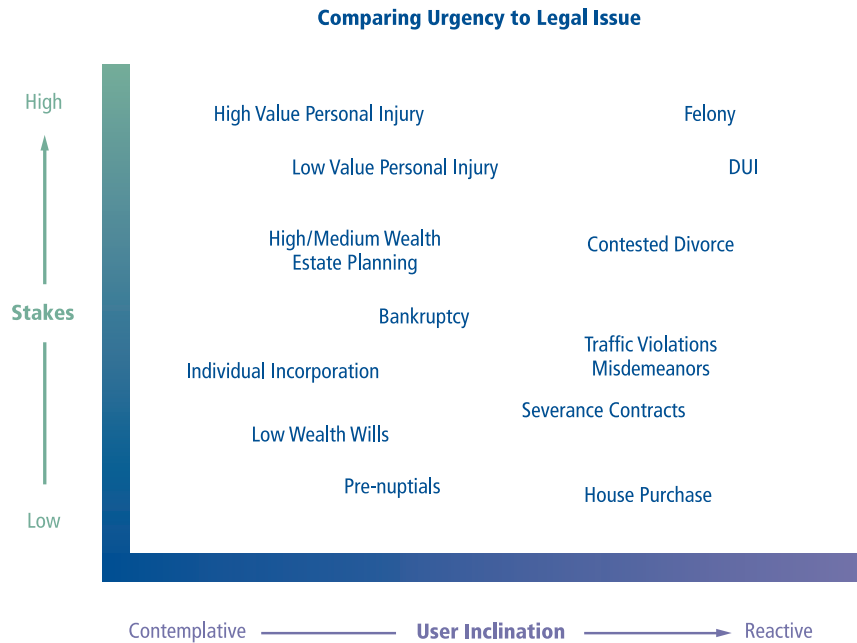 Comparing Urgency to Legal Issue
High
High Value Personal Injury
Felony
Low Value Personal Injury
DUI
High/Medium Wealth
Estate Planning
Contested Divorce
Stakes
Bankruptcy
Traffic Violations
Misdemeanors
Individual Incorporation
Severance Contracts
Low Wealth Wills
Pre-nuptials
House Purchase
Low
Contemplative
User Inclination
Reactive